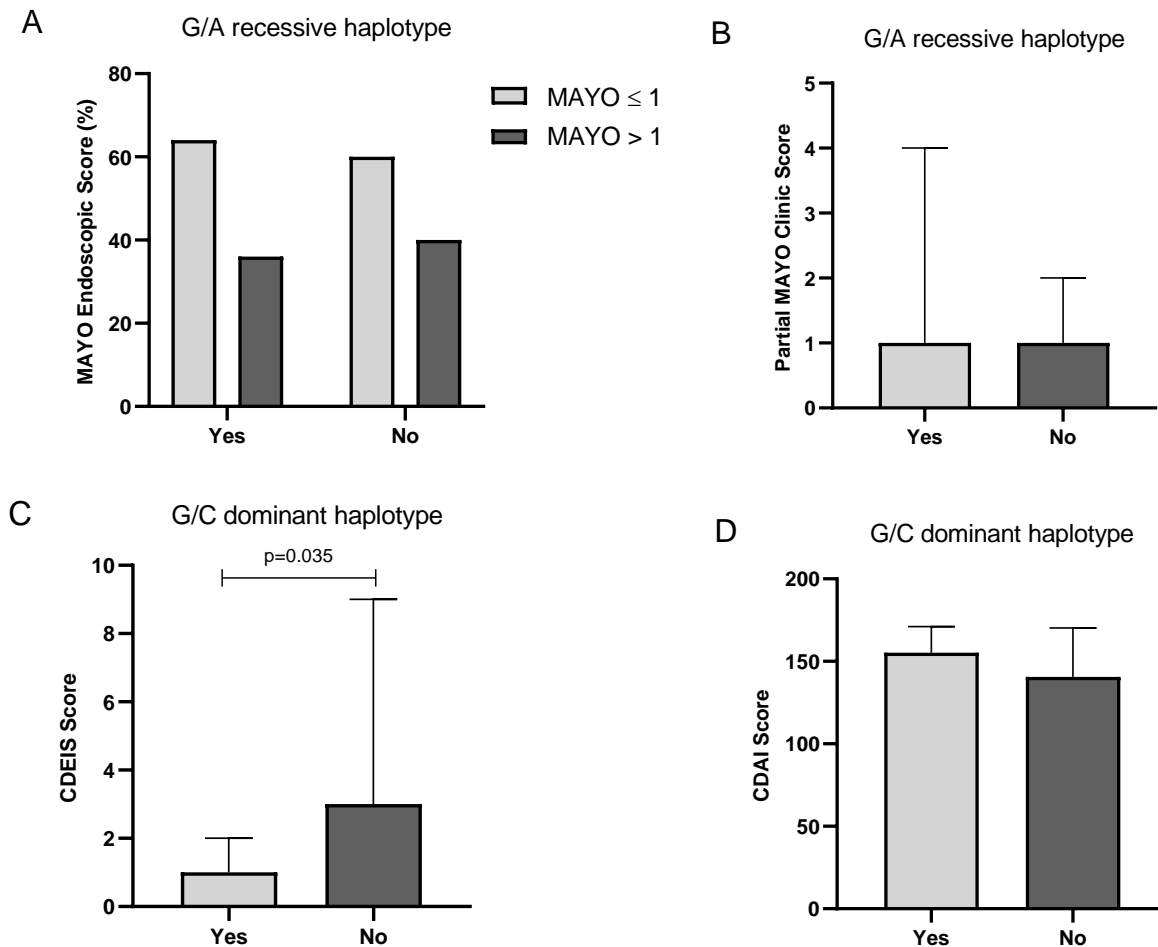 A
G/A recessive haplotype
MAYO Endoscopic Score (%)
80
60
40
20
0
Yes
No
MAYO ≤ 1
MAYO > 1
B
G/A recessive haplotype
Partial MAYO Clinic Score
5
4
3
2
1
0
Yes
No
C
G/C dominant haplotype
p=0.035
CDEIS Score
10
8
6
4
2
0
Yes
No
D
G/C dominant haplotype
CDAI Score
200
150
100
50
0
Yes
No